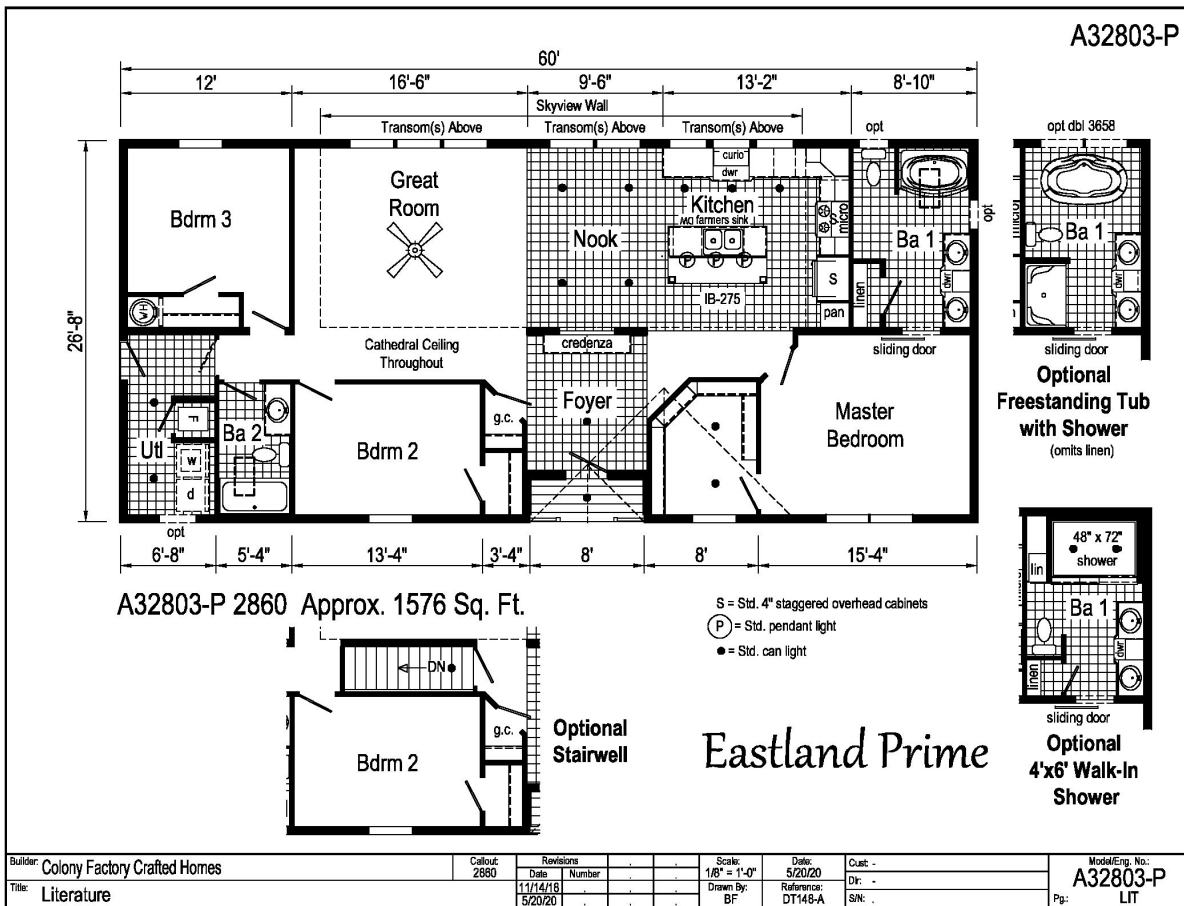 A32803-P
60'
12'
16'-6"
9'-6"
13'-2"
8'-10"
Skyview Wall
Transom(s) Above
Transom(s) Above
Transom(s) Above
opt
opt dbl 3658
26'-8"
Bdrm 3
Great
Room
Nook
Kitchen
curio
dwr
farmers sink
S
micro
IB-275
S
pan
Ba 1
opt
linen
dwr
sliding door
Ba 1
micro
dwr
sliding door
Optional
Freestanding Tub
with Shower
(omits linen)
WH
Cathedral Ceiling
Throughout
credenza
Foyer
g.c.
Master
Bedroom
Utl
F
w
d
opt
Ba 2
Bdrm 2
6'-8"
5'-4"
13'-4"
3'-4"
8'
8'
15'-4"
48" x 72"
shower
lin
Ba 1
dwr
linen
sliding door
Optional
4'x6' Walk-In
Shower
A32803-P 2860 Approx. 1576 Sq. Ft.
S = Std. 4" staggered overhead cabinets
P = Std. pendant light
● = Std. can light
DN
g.c.
Bdrm 2
Optional
Stairwell
Eastland Prime
Builder: Colony Factory Crafted Homes
Title: Literature
Callout:
2860
Revisions
Date Number
11/14/16
5/20/20
Scale:
1/8" = 1'-0"
Drawn By:
BF
Date:
5/20/20
Reference:
DT148-A
Cust: -
Dlr: -
S/N: .
Model/Eng. No.:
A32803-P
Pg.: LIT